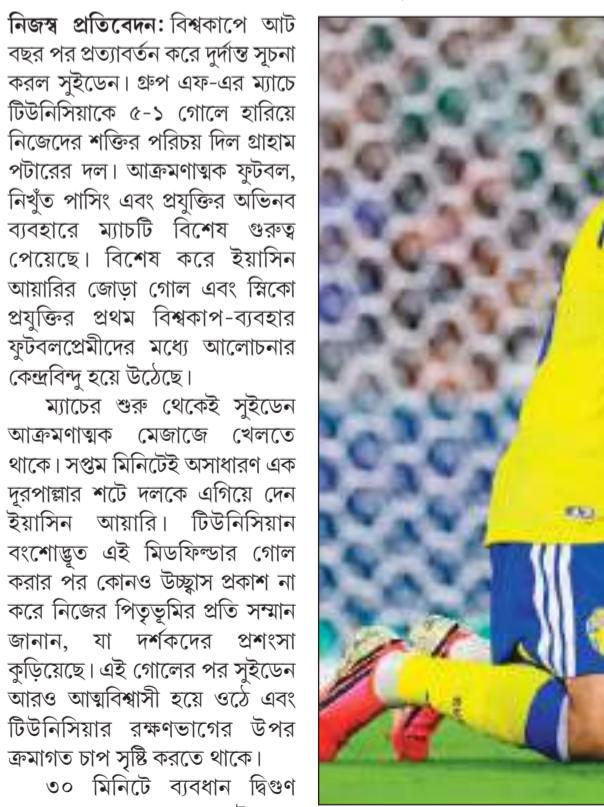 নিজস্ব প্রতিবেদন: বিশ্বকাপে আট
বছর পর প্রত্যাবর্তন করে দুর্দান্ত সূচনা
করল সুইডেন। গ্রুপ এফ-এর ম্যাচে
টিউনিসিয়াকে ৫-১ গোলে হারিয়ে
নিজেদের শক্তির পরিচয় দিল গ্রাহাম
পটারের দল। আক্রমণাত্মক ফুটবল,
নিখুঁত পাসিং এবং প্রযুক্তির অভিনব
ব্যবহারে ম্যাচটি বিশেষ গুরুত্ব
পেয়েছে। বিশেষ করে ইয়াসিন
আয়ারির জোড়া গোল এবং স্নিকো
প্রযুক্তির প্রথম বিশ্বকাপ-ব্যবহার
ফুটবলপ্রেমীদের মধ্যে আলোচনার
কেন্দ্রবিন্দু হয়ে উঠেছে।
ম্যাচের শুরু থেকেই সুইডেন
আক্রমণাত্মক মেজাজে খেলতে
থাকে। সপ্তম মিনিটেই অসাধারণ এক
দূরপাল্লার শটে দলকে এগিয়ে দেন
ইয়াসিন আয়ারি। টিউনিসিয়ান
বংশোদ্ভূত এই মিডফিল্ডার গোল
করার পর কোনও উচ্ছ্বাস প্রকাশ না
করে নিজের পিতৃভূমির প্রতি সম্মান
জানান, যা দর্শকদের প্রশংসা
কুড়িয়েছে। এই গোলের পর সুইডেন
আরও আত্মবিশ্বাসী হয়ে ওঠে এবং
টিউনিসিয়ার রক্ষণভাগের উপর
ক্রমাগত চাপ সৃষ্টি করতে থাকে।
৩০ মিনিটে ব্যবধান দ্বিগুণ